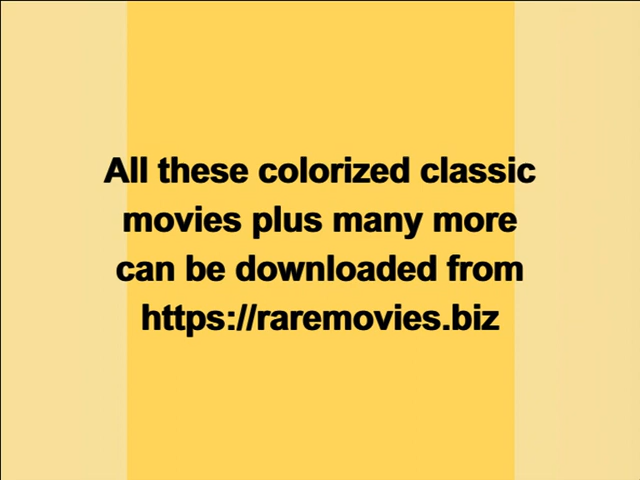 All these colorized classic
movies plus many more
can be downloaded from
https://raremovies.biz